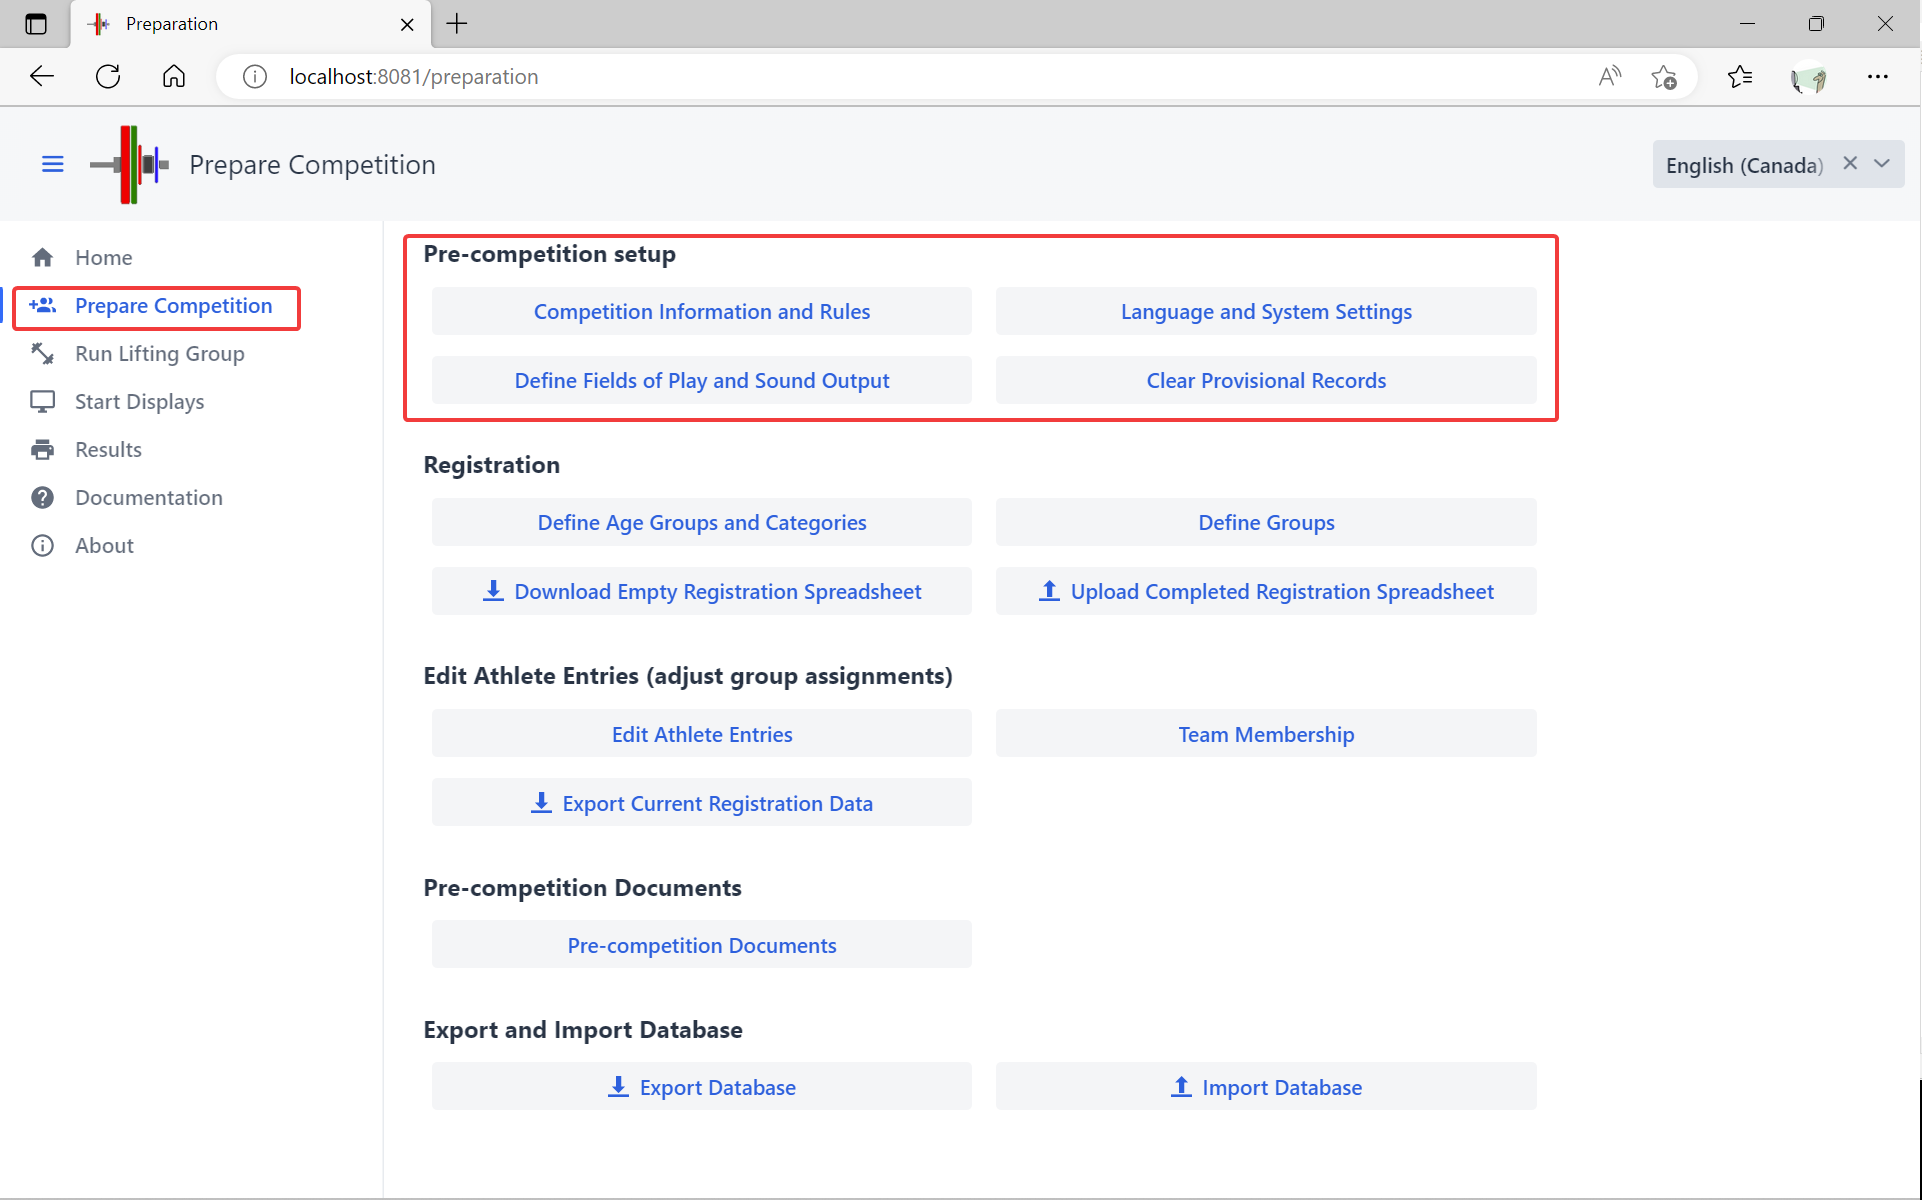 Preparation
localhost:8081/preparation
Prepare Competition
English (Canada)
Home
Prepare Competition
Run Lifting Group
Start Displays
Results
Documentation
About
Pre-competition setup
Competition Information and Rules
Language and System Settings
Define Fields of Play and Sound Output
Clear Provisional Records
Registration
Define Age Groups and Categories
Define Groups
Download Empty Registration Spreadsheet
Upload Completed Registration Spreadsheet
Edit Athlete Entries (adjust group assignments)
Edit Athlete Entries
Team Membership
Export Current Registration Data
Pre-competition Documents
Pre-competition Documents
Export and Import Database
Export Database
Import Database